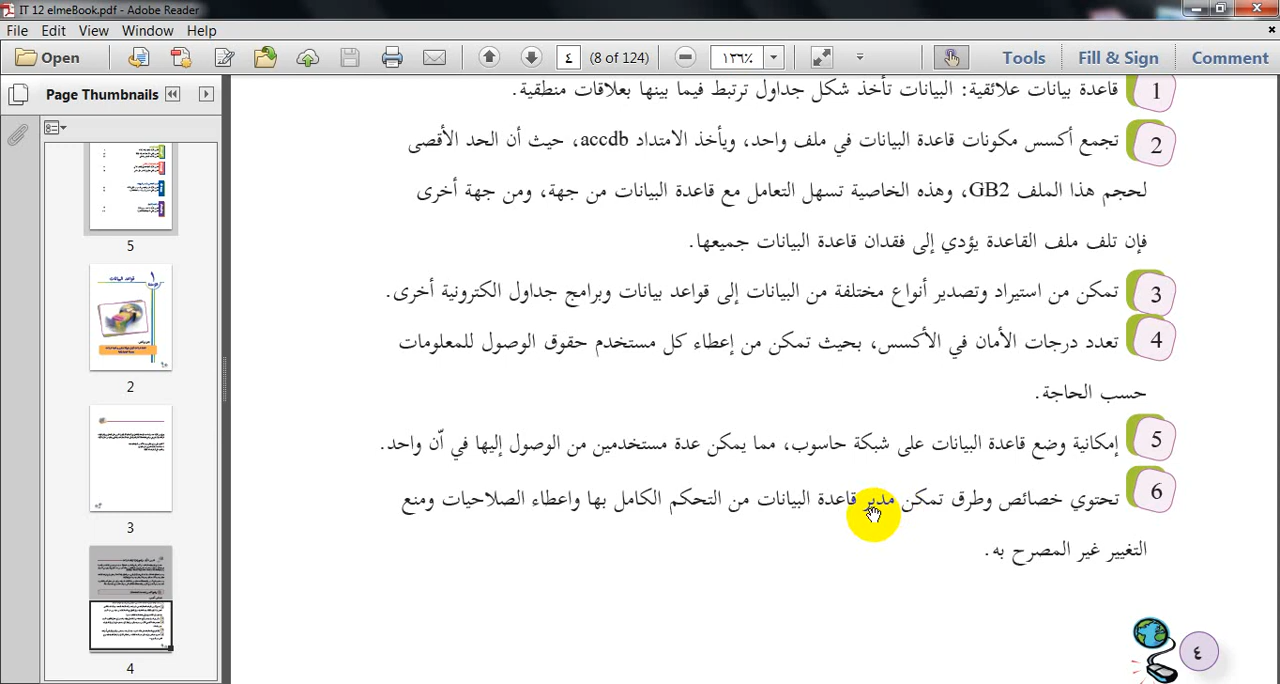 IT 12 elmeBook.pdf - Adobe Reader
File Edit View Window Help
Open ٤ (8 of 124) ١٣٦٪ Tools Fill & Sign Comment
Page Thumbnails
5
2
3
4
1 قاعدة بيانات علائقية: البيانات تأخذ شكل جداول ترتبط فيما بينها بعلاقات منطقية.
2 تجمع أكسس مكونات قاعدة البيانات في ملف واحد، ويأخذ الامتداد accdb، حيث أن الحد الأقصى
لحجم هذا الملف GB2، وهذه الخاصية تسهل التعامل مع قاعدة البيانات من جهة، ومن جهة أخرى
فإن تلف ملف القاعدة يؤدي إلى فقدان قاعدة البيانات جميعها.
3 تمكن من استيراد وتصدير أنواع مختلفة من البيانات إلى قواعد بيانات وبرامج جداول الكترونية أخرى.
4 تعدد درجات الأمان في الأكسس، بحيث تمكن من إعطاء كل مستخدم حقوق الوصول للمعلومات
حسب الحاجة.
5 إمكانية وضع قاعدة البيانات على شبكة حاسوب، مما يمكن عدة مستخدمين من الوصول إليها في آّن واحد.
6 تحتوي خصائص وطرق تمكن مدير قاعدة البيانات من التحكم الكامل بها واعطاء الصلاحيات ومنع
التغيير غير المصرح به.
٤